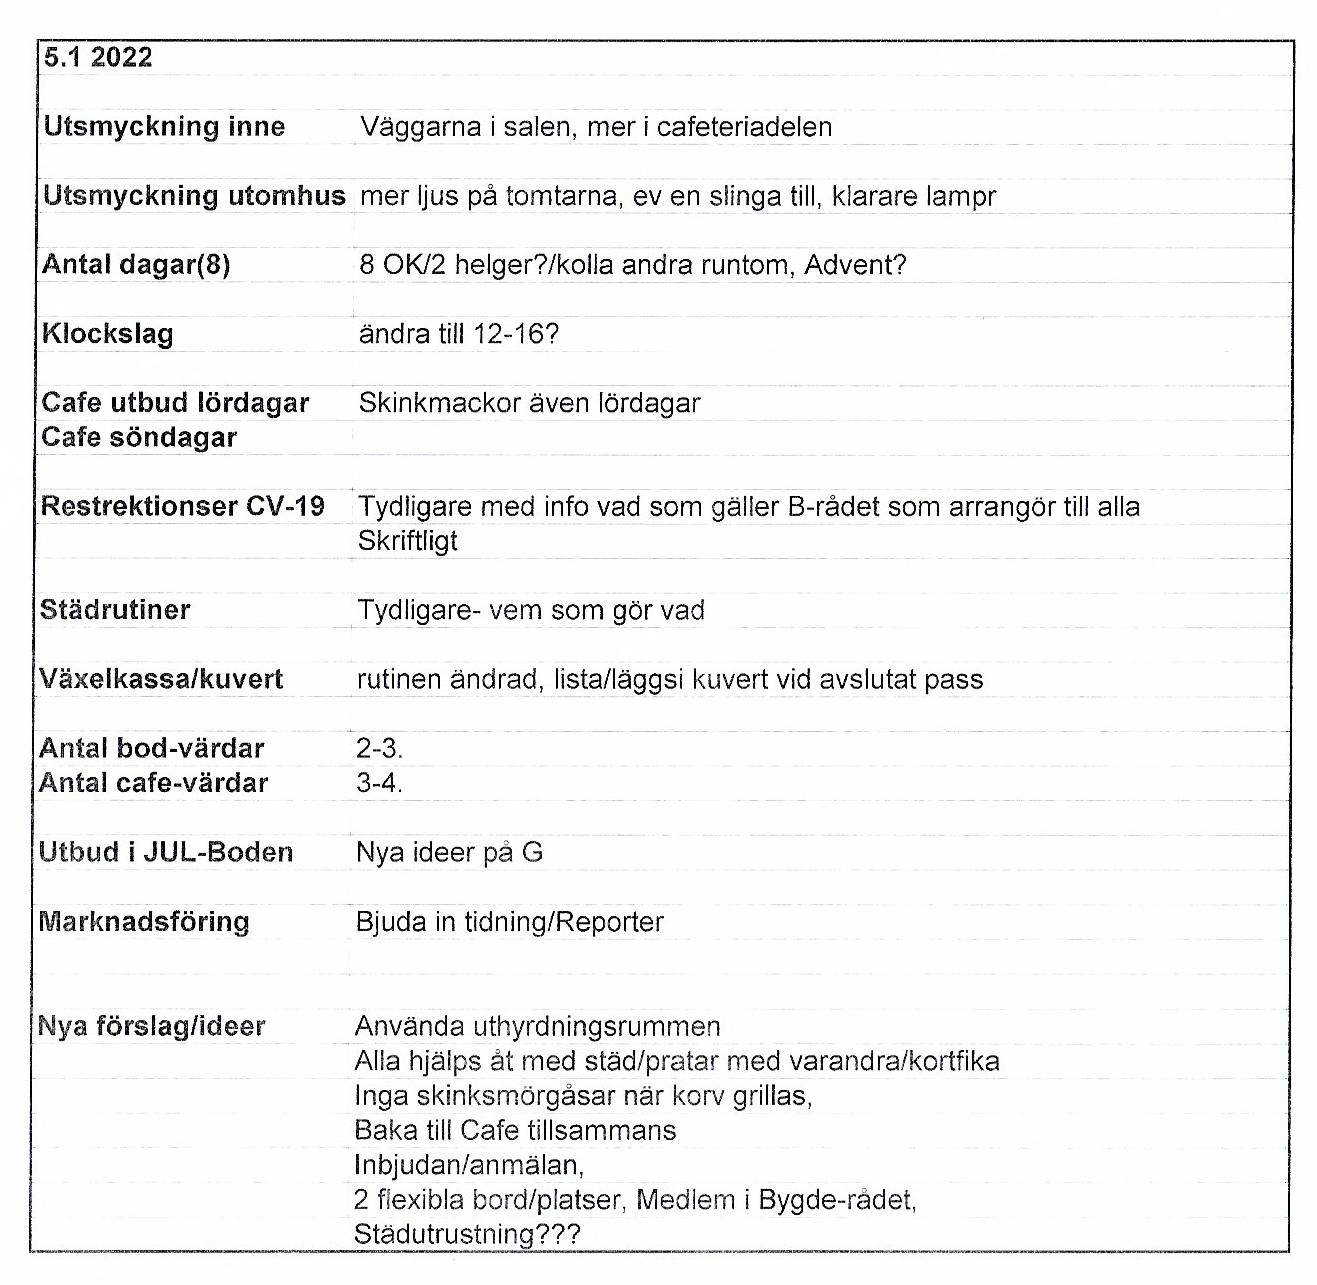 5.1 2022
Utsmyckning inne Väggarna i salen, mer i cafeteriadelen
Utsmyckning utomhus mer ljus på tomtarna, ev en slinga till, klarare lampr
Antal dagar(8) 8 OK/2 helger?/kolla andra runtom, Advent?
Klockslag ändra till 12-16?
Cafe utbud lördagar Skinkmackor även lördagar
Cafe söndagar
Restrektionser CV-19 Tydligare med info vad som gäller B-rådet som arrangör till alla
Skriftligt
Städrutiner Tydligare- vem som gör vad
Växelkassa/kuvert rutinen ändrad, lista/läggsi kuvert vid avslutat pass
Antal bod-värdar 2-3.
Antal cafe-värdar 3-4.
Utbud i JUL-Boden Nya ideer på G
Marknadsföring Bjuda in tidning/Reporter
Nya förslag/ideer Använda uthyrdningsrummen
Alla hjälps åt med städ/pratar med varandra/kortfika
Inga skinksmörgåsar när korv grillas,
Baka till Cafe tillsammans
Inbjudan/anmälan,
2 flexibla bord/platser, Medlem i Bygde-rådet,
Städutrustning???